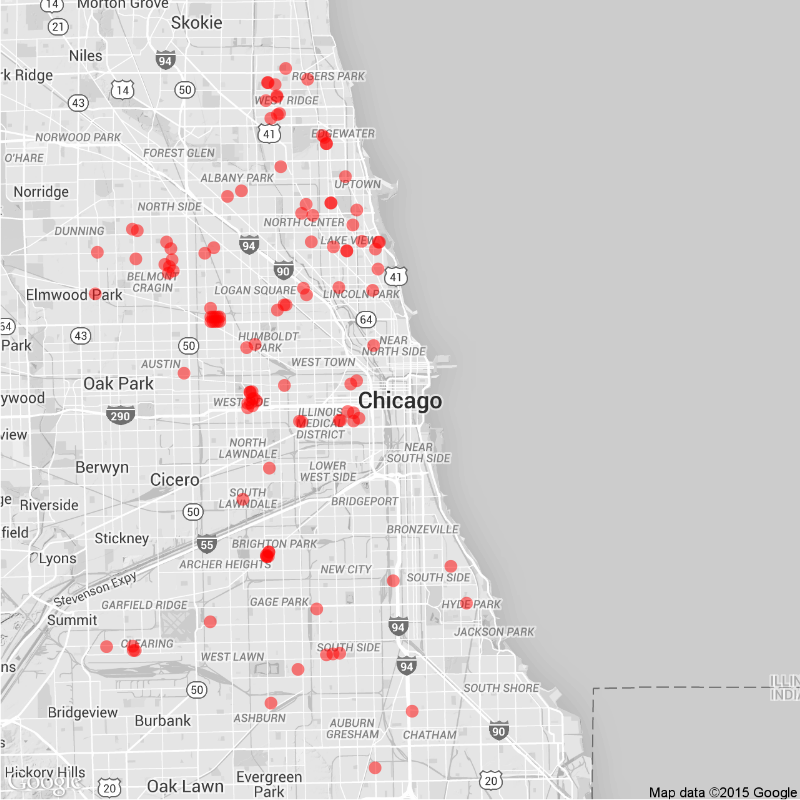 14
Morton Grove
21
Skokie
Niles
94
rk Ridge
ROGERS PARK
14
50
43
WEST RIDGE
41
EDGEWATER
NORWOOD PARK
FOREST GLEN
O'HARE
ALBANY PARK
UPTOWN
Norridge
NORTH SIDE
NORTH CENTER
DUNNING
94
LAKE VIEW
90
41
BELMONT
CRAGIN
Elmwood Park
LOGAN SQUARE
LINCOLN PARK
64
64
43
HUMBOLDT
PARK
NEAR
NORTH SIDE
Park
50
AUSTIN
WEST TOWN
Oak Park
ywood
WEST SIDE
Chicago
290
ILLINOIS
MEDICAL
DISTRICT
view
NORTH
LAWNDALE
NEAR
SOUTH SIDE
Berwyn
LOWER
WEST SIDE
Cicero
ge
Riverside
SOUTH
LAWNDALE
BRIDGEPORT
50
field
Stickney
BRONZEVILLE
55
BRIGHTON PARK
Lyons
ARCHER HEIGHTS
NEW CITY
SOUTH SIDE
Stevenson Expy
GARFIELD RIDGE
GAGE PARK
HYDE PARK
Summit
94
JACKSON PARK
CLEARING
SOUTH SIDE
WEST LAWN
94
ns
50
SOUTH SHORE
ILLIN
INDIA
Bridgeview
Burbank
ASHBURN
AUBURN
GRESHAM
CHATHAM
90
s
Hickory Hills
Google
20
Oak Lawn
Evergreen
Park
20
Map data ©2015 Google